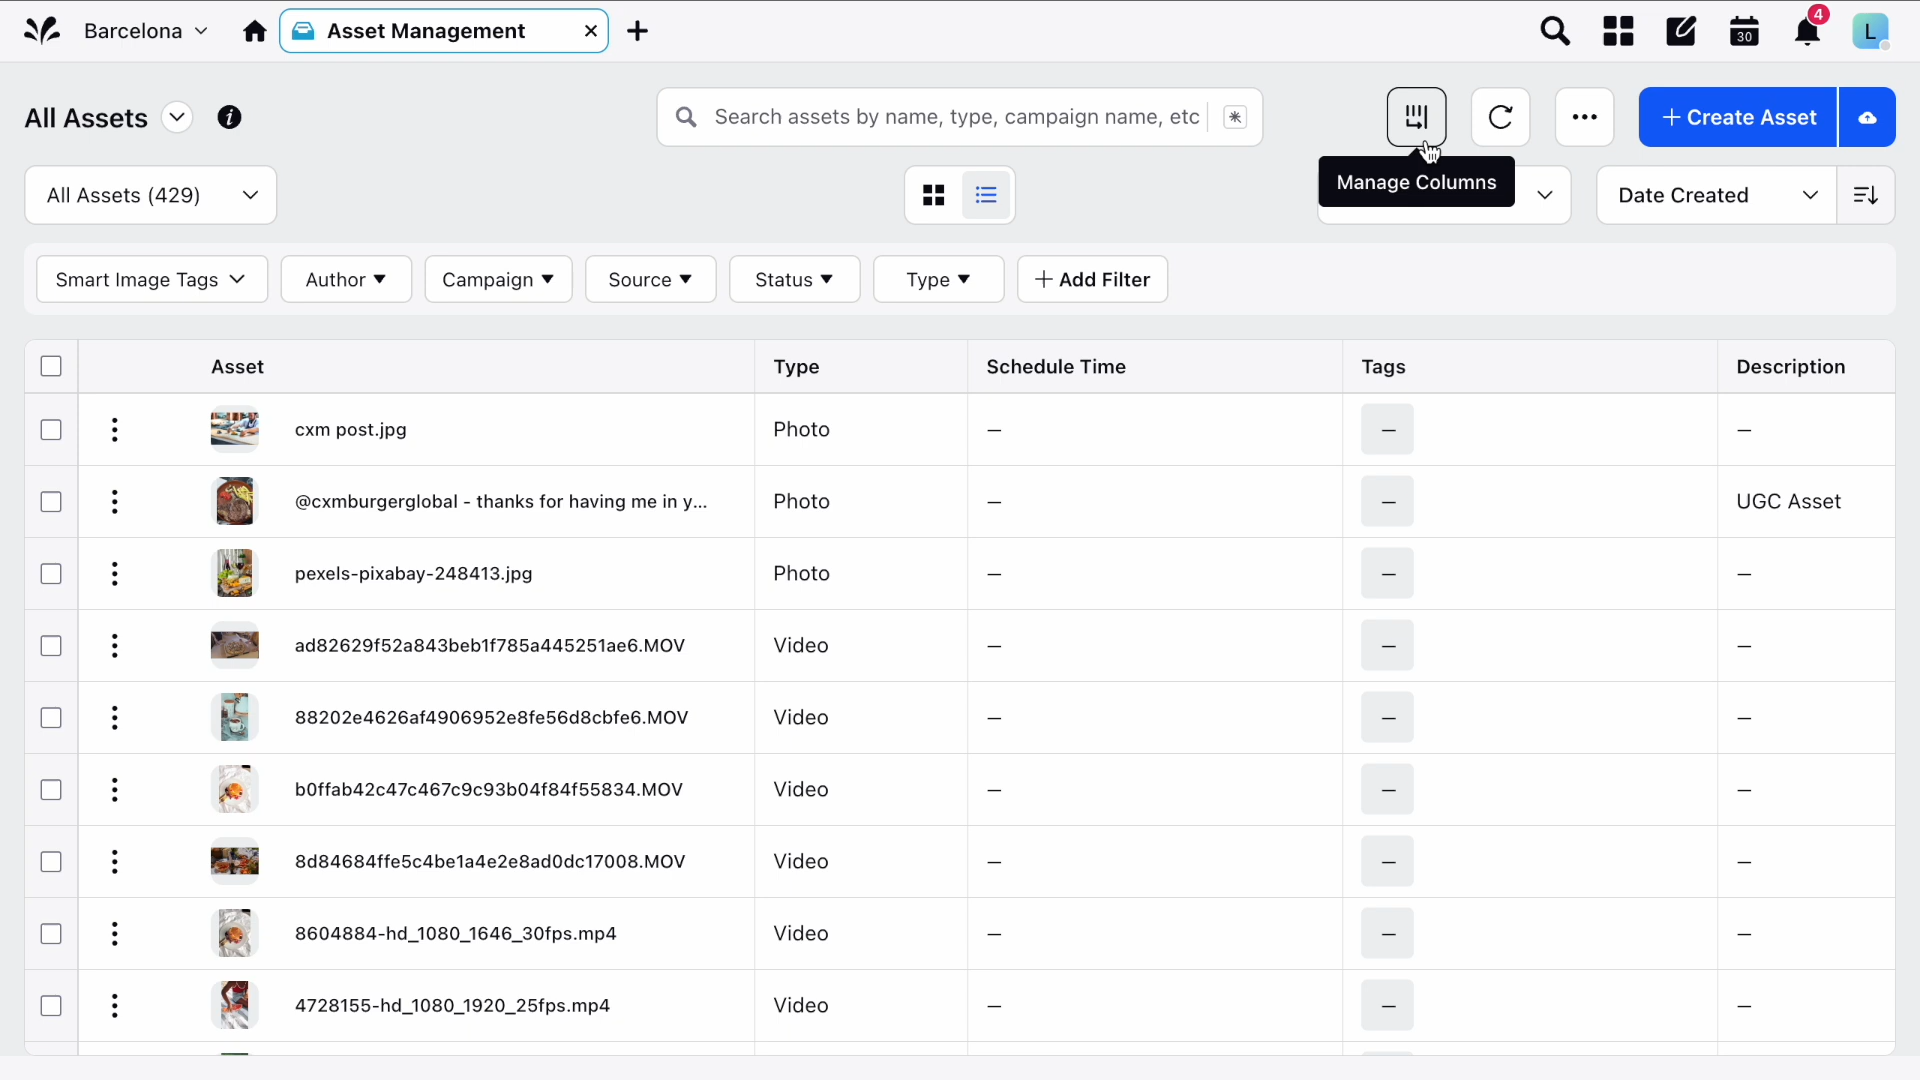 Barcelona
Asset Management
30
4
L
All Assets
Search assets by name, type, campaign name, etc
+ Create Asset
Manage Columns
All Assets (429)
Date Created
Smart Image Tags
Author
Campaign
Source
Status
Type
+ Add Filter
Asset Type Schedule Time Tags Description
cxm post.jpg Photo – – –
@cxmburgerglobal - thanks for having me in y... Photo – – UGC Asset
pexels-pixabay-248413.jpg Photo – – –
ad82629f52a843beb1f785a445251ae6.MOV Video – – –
88202e4626af4906952e8fe56d8cbfe6.MOV Video – – –
b0ffab42c47c467c9c93b04f84f55834.MOV Video – – –
8d84684ffe5c4be1a4e2e8ad0dc17008.MOV Video – – –
8604884-hd_1080_1646_30fps.mp4 Video – – –
4728155-hd_1080_1920_25fps.mp4 Video – – –